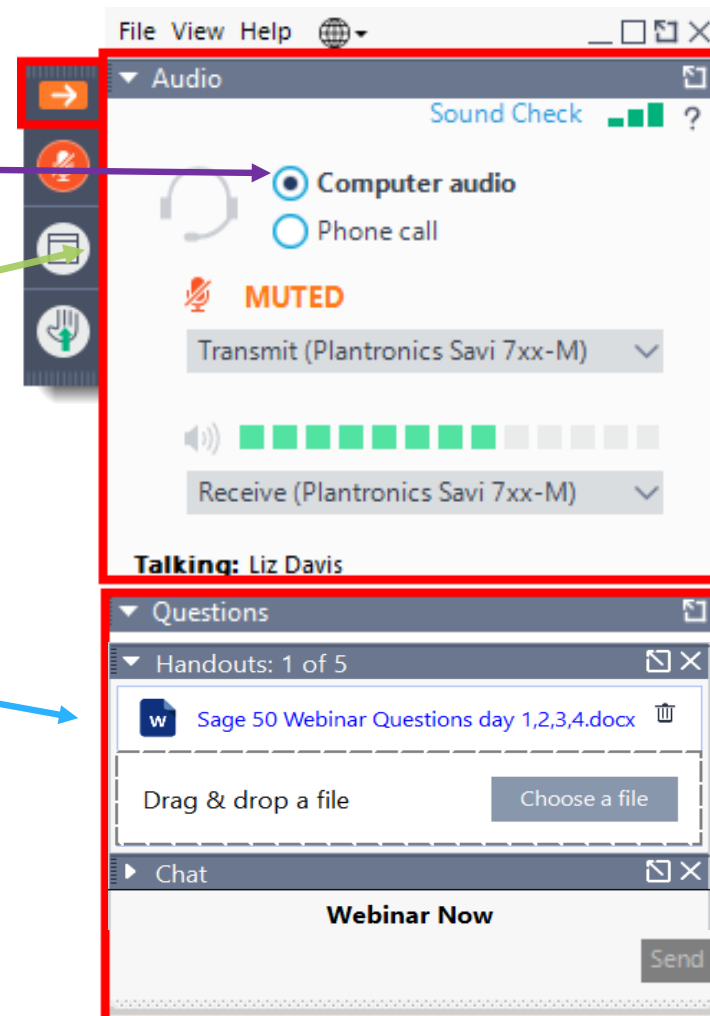 File View Help
Audio
Sound Check ?
Computer audio
Phone call
MUTED
Transmit (Plantronics Savi 7xx-M)
Receive (Plantronics Savi 7xx-M)
Talking: Liz Davis
Questions
Handouts: 1 of 5
W Sage 50 Webinar Questions day 1,2,3,4.docx
Drag & drop a file Choose a file
Chat
Webinar Now
Send